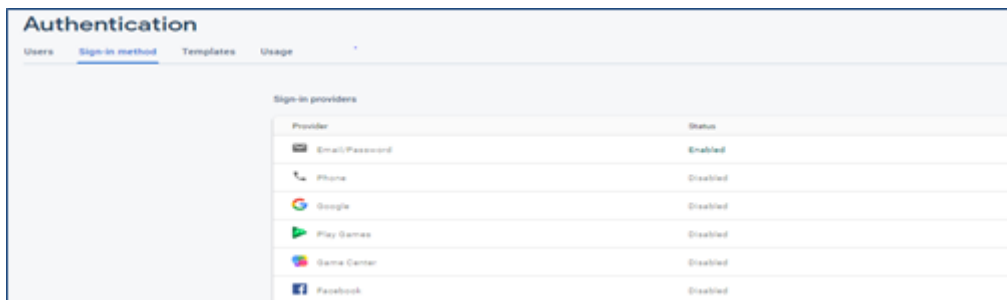 Authentication
Users Sign-in method Templates Usage
Sign-in providers
Provider Status
Email/Password Enabled
Phone Disabled
Google Disabled
Play Games Disabled
Game Center Disabled
Facebook Disabled